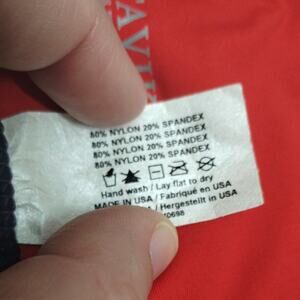 80% NYLON 20% SPANDEX
80% NYLON 20% SPANDEX
80% NYLON 20% SPANDEX
80% NYLON 20% SPANDEX
Hand wash / Lay flat to dry
MADE IN USA / Fabriqué en USA
/ Hergestellt in USA